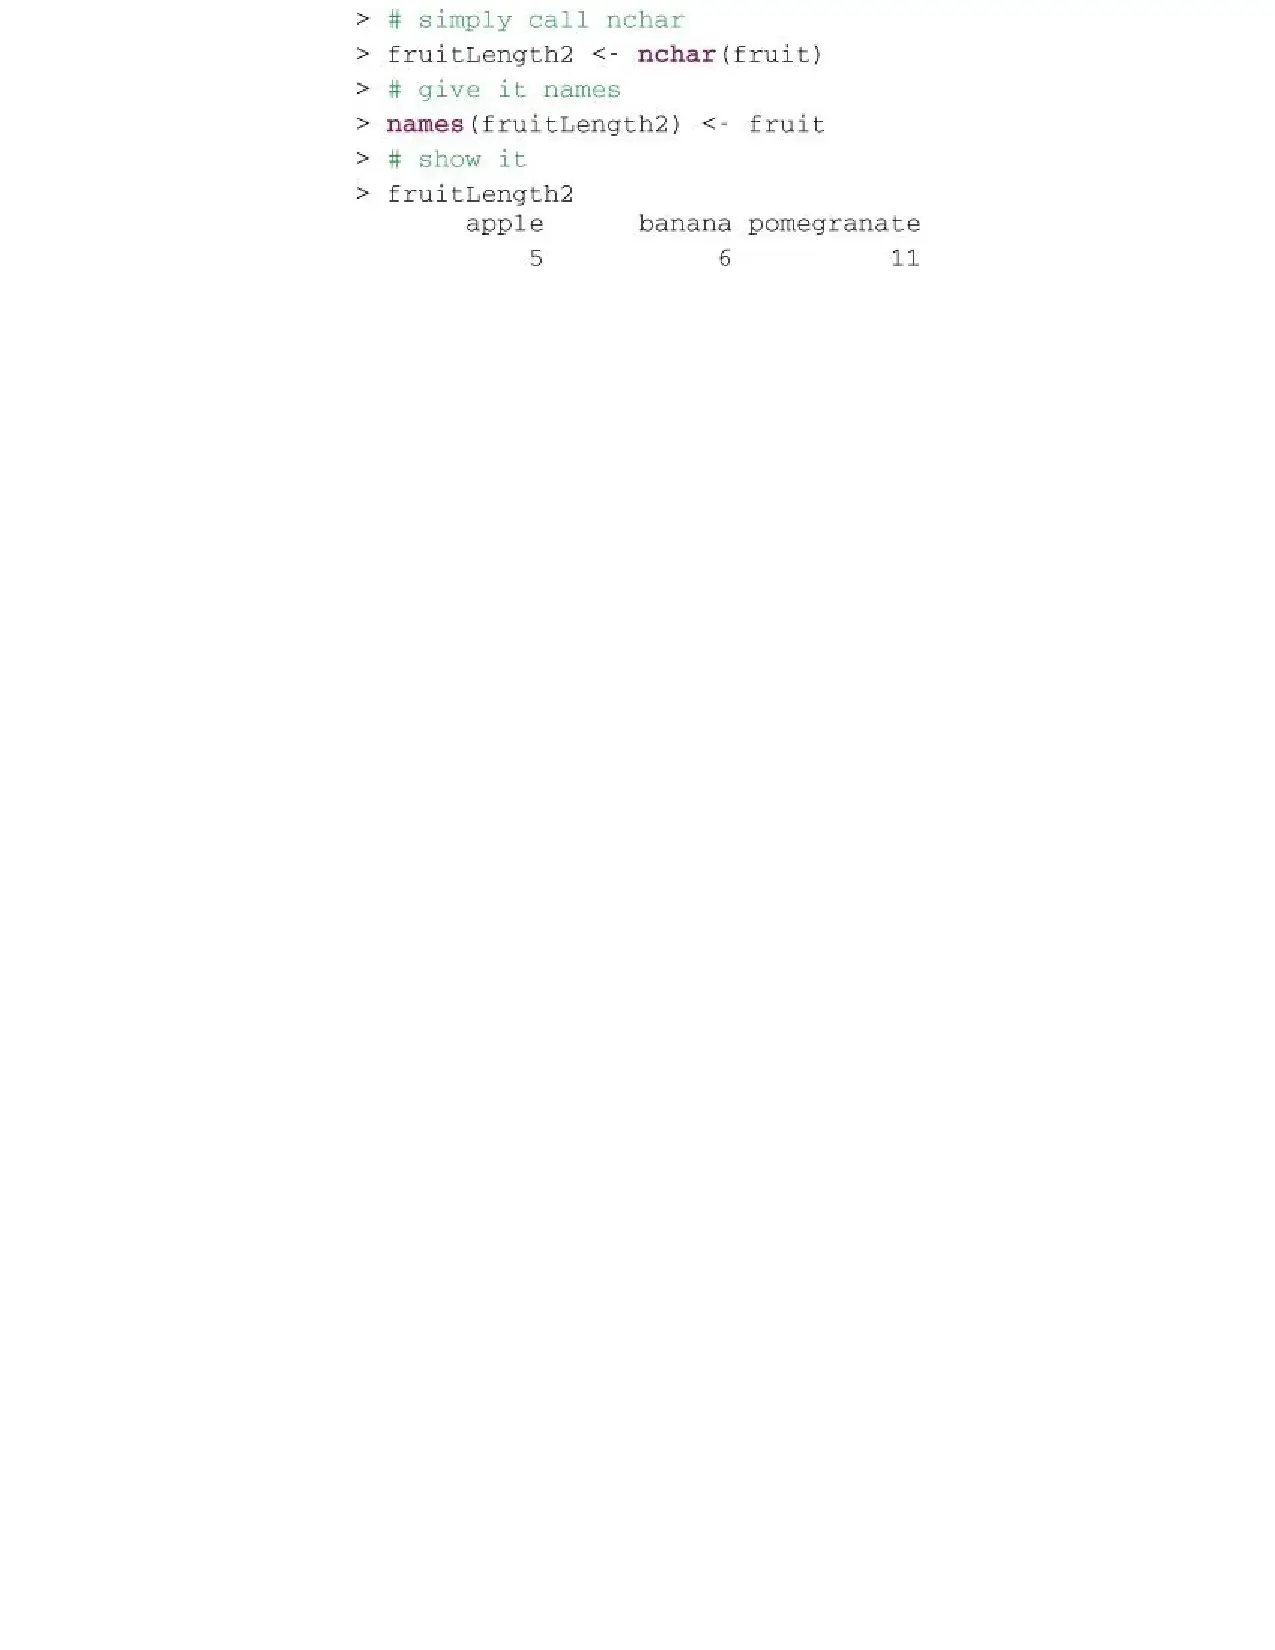 > # simply call nchar
> fruitLength2 <- nchar(fruit)
> # give it names
> names(fruitLength2) <- fruit
> # show it
> fruitLength2
      apple      banana pomegranate
          5           6          11